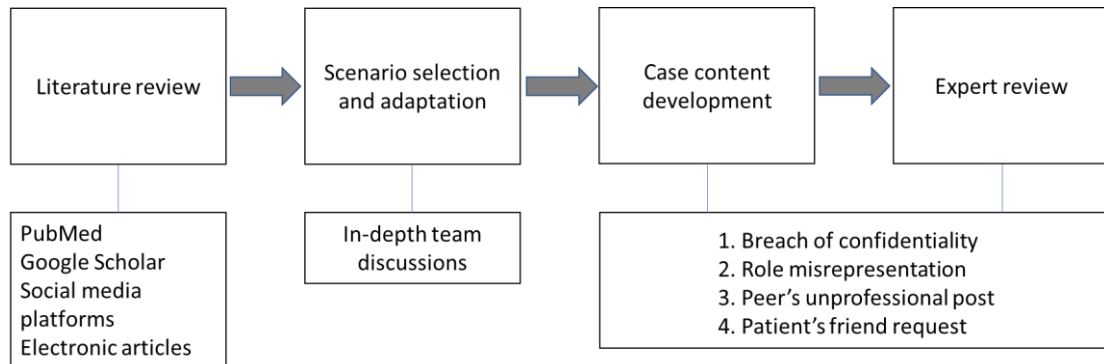 Literature review
Scenario selection
and adaptation
Case content
development
Expert review
PubMed
Google Scholar
Social media
platforms
Electronic articles
In-depth team
discussions
1. Breach of confidentiality
2. Role misrepresentation
3. Peer’s unprofessional post
4. Patient’s friend request